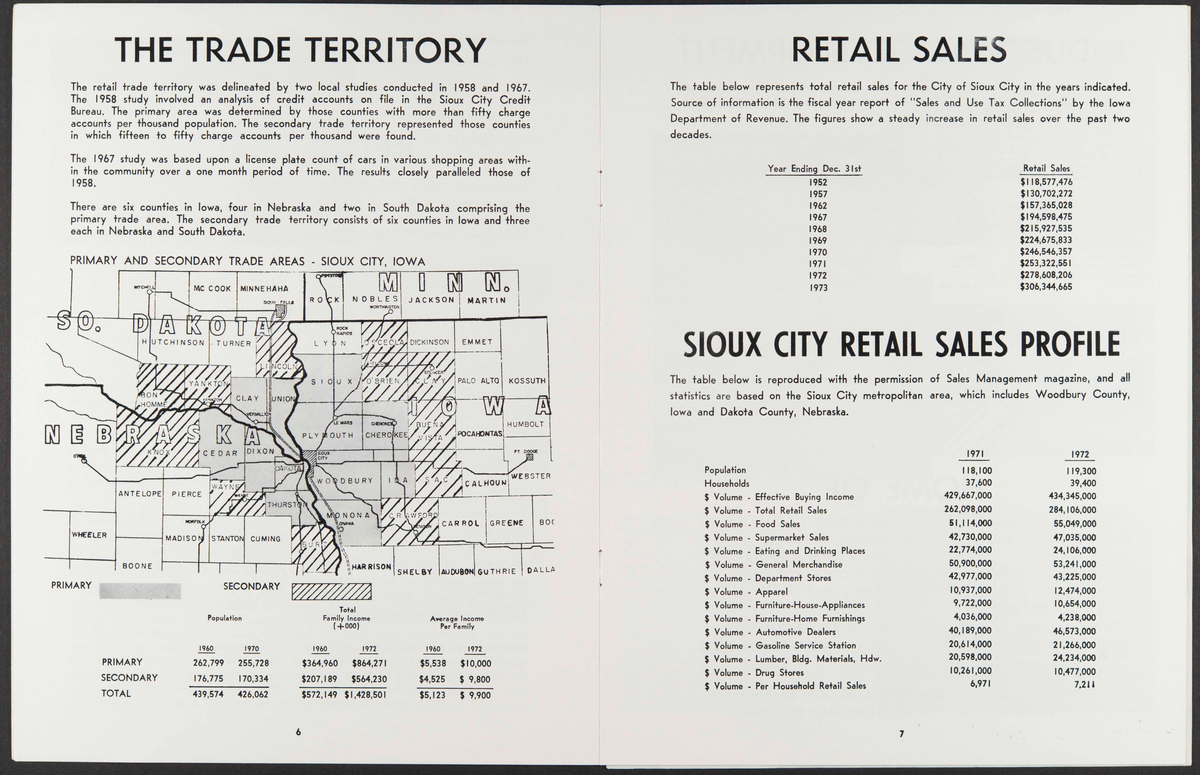 THE TRADE TERRITORY
The retail trade territory was delineated by two local studies conducted in 1958 and 1967.
The 1958 study involved an analysis of credit accounts on file in the Sioux City Credit
Bureau. The primary area was determined by those counties with more than fifty charge
accounts per thousand population. The secondary trade territory represented those counties
in which fifteen to fifty charge accounts per thousand were found.
The 1967 study was based upon a license plate count of cars in various shopping areas with-
in the community over a one month period of time. The results closely paralleled those of
1958.
There are six counties in Iowa, four in Nebraska and two in South Dakota comprising the
primary trade area. The secondary trade territory consists of six counties in Iowa and three
each in Nebraska and South Dakota.
PRIMARY AND SECONDARY TRADE AREAS - SIOUX CITY, IOWA
MINN.
MITCHELL MC COOK MINNEHAHA
SIOUX FALLS
ROCK NOBLES JACKSON MARTIN
WORTHINGTON
SO. DAKOTA
ROCK RAPIDS
HUTCHINSON TURNER LYON OSCEOLA DICKINSON EMMET
LINCOLN
SPENCER
YANKTON SIOUX O'BRIEN CLAY PALO ALTO KOSSUTH
BON HOMME CLAY UNION
IOWA
VERMILLION LE MARS CHEROKEE
BUENA VISTA HUMBOLT
NEBRASKA
PLYMOUTH CHEROKEE POCAHONTAS
KNOX CEDAR DIXON SIOUX CITY FT. DODGE
DAKOTA
WAYNE WOODBURY IDA SAC CALHOUN WEBSTER
ANTELOPE PIERCE
THURSTON MONONA CRAWFORD CARROL GREENE BOO
NORFOLK ONAWA
WHEELER MADISON STANTON CUMING BURT
BOONE HARRISON SHELBY AUDUBON GUTHRIE DALLA
PRIMARY SECONDARY
Population Total Family Income (+000) Average Income Per Family
1960 1970 1960 1972 1960 1972
PRIMARY 262,799 255,728 $364,960 $864,271 $5,538 $10,000
SECONDARY 176,775 170,334 $207,189 $564,230 $4,525 $ 9,800
TOTAL 439,574 426,062 $572,149 $1,428,501 $5,123 $ 9,900
6
RETAIL SALES
The table below represents total retail sales for the City of Sioux City in the years indicated.
Source of information is the fiscal year report of "Sales and Use Tax Collections" by the Iowa
Department of Revenue. The figures show a steady increase in retail sales over the past two
decades.
Year Ending Dec. 31st Retail Sales
1952 $118,577,476
1957 $130,702,272
1962 $157,365,028
1967 $194,598,475
1968 $215,927,535
1969 $224,675,833
1970 $246,546,357
1971 $253,322,551
1972 $278,608,206
1973 $306,344,665
SIOUX CITY RETAIL SALES PROFILE
The table below is reproduced with the permission of Sales Management magazine, and all
statistics are based on the Sioux City metropolitan area, which includes Woodbury County,
Iowa and Dakota County, Nebraska.
1971 1972
Population 118,100 119,300
Households 37,600 39,400
$ Volume - Effective Buying Income 429,667,000 434,345,000
$ Volume - Total Retail Sales 262,098,000 284,106,000
$ Volume - Food Sales 51,114,000 55,049,000
$ Volume - Supermarket Sales 42,730,000 47,035,000
$ Volume - Eating and Drinking Places 22,774,000 24,106,000
$ Volume - General Merchandise 50,900,000 53,241,000
$ Volume - Department Stores 42,977,000 43,225,000
$ Volume - Apparel 10,937,000 12,474,000
$ Volume - Furniture-House-Appliances 9,722,000 10,654,000
$ Volume - Furniture-Home Furnishings 4,036,000 4,238,000
$ Volume - Automotive Dealers 40,189,000 46,573,000
$ Volume - Gasoline Service Station 20,614,000 21,266,000
$ Volume - Lumber, Bldg. Materials, Hdw. 20,598,000 24,234,000
$ Volume - Drug Stores 10,261,000 10,477,000
$ Volume - Per Household Retail Sales 6,971 7,211
7